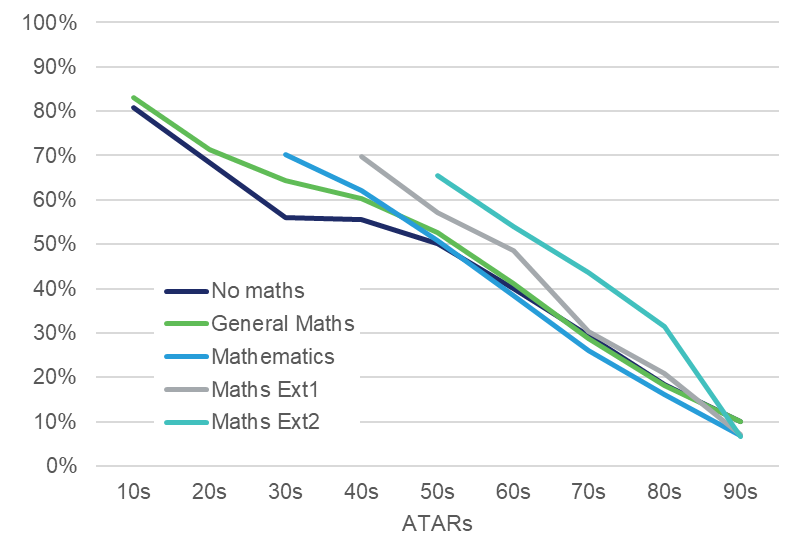 100%
90%
80%
70%
60%
50%
40%
30%
20%
10%
0%
No maths
General Maths
Mathematics
Maths Ext1
Maths Ext2
10s 20s 30s 40s 50s 60s 70s 80s 90s
ATARs